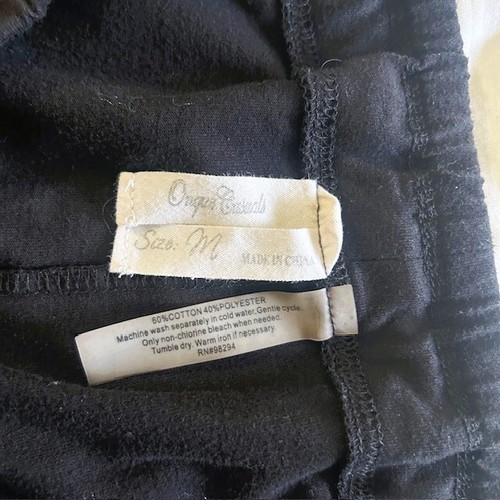 Onque Casuals
Size: M
MADE IN CHINA
60%COTTON 40%POLYESTER
Machine wash separately in cold water.Gentle cycle.
Only non-chlorine bleach when needed.
Tumble dry. Warm iron if necessary.
RN#98294